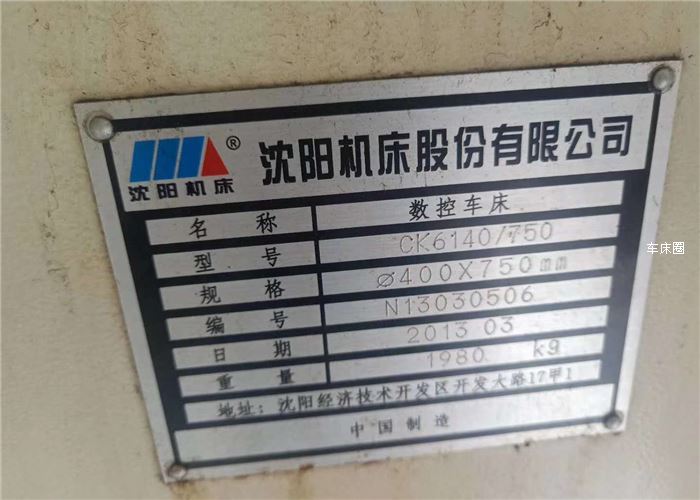 沈阳机床® 沈阳机床股份有限公司
名 称 数控车床
型 号 CK6140/750
规 格 ø400X750mm
编 号 N13030506
日 期 2013 03
重 量 1980 kg
地址: 沈阳经济技术开发区开发大路17甲1
中国制造
车床圈